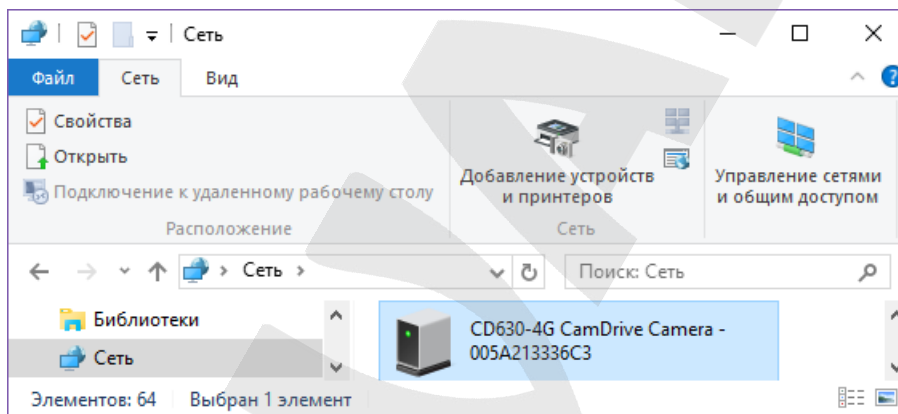 Сеть
Файл Сеть Вид
Свойства
Открыть
Подключение к удаленному рабочему столу
Расположение
Добавление устройств
и принтеров
Сеть
Управление сетями
и общим доступом
Сеть
Поиск: Сеть
Библиотеки
Сеть
CD630-4G CamDrive Camera -
005A213336C3
Элементов: 64 Выбран 1 элемент